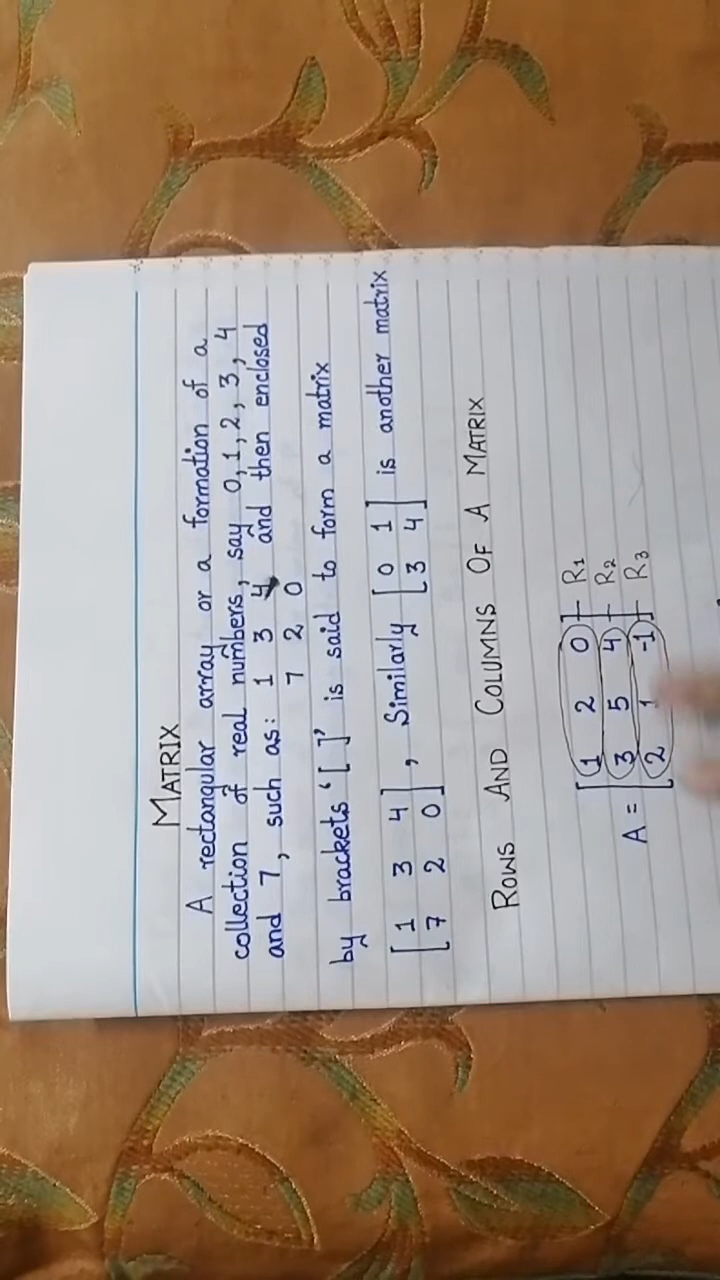 MATRIX
A rectangular array or a formation of a
collection of real numbers, say 0, 1, 2, 3, 4
and 7, such as: 1 3 4 and then enclosed
7 2 0
by brackets '[ ]' is said to form a matrix
[ 1 3 4 ] , Similarly [ 0 1 ] is another matrix
[ 7 2 0 ] [ 3 4 ]
ROWS AND COLUMNS OF A MATRIX
[ 1 2 0 ] - R1
A = [ 3 5 4 ] - R2
[ 2 1 -1 ] - R3